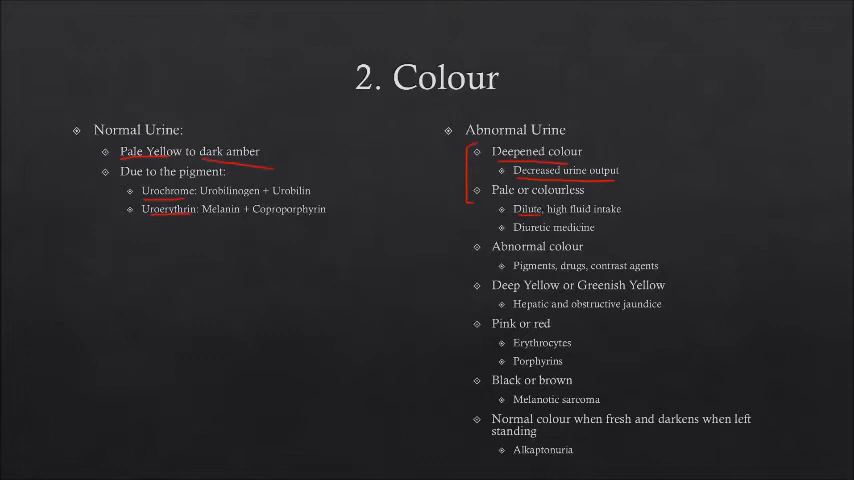 2. Colour
Normal Urine:
Pale Yellow to dark amber
Due to the pigment:
Urochrome: Urobilinogen + Urobilin
Uroerythrin: Melanin + Coproporphyrin
Abnormal Urine
Deepened colour
Decreased urine output
Pale or colourless
Dilute, high fluid intake
Diuretic medicine
Abnormal colour
Pigments, drugs, contrast agents
Deep Yellow or Greenish Yellow
Hepatic and obstructive jaundice
Pink or red
Erythrocytes
Porphyrins
Black or brown
Melanotic sarcoma
Normal colour when fresh and darkens when left
standing
Alkaptonuria